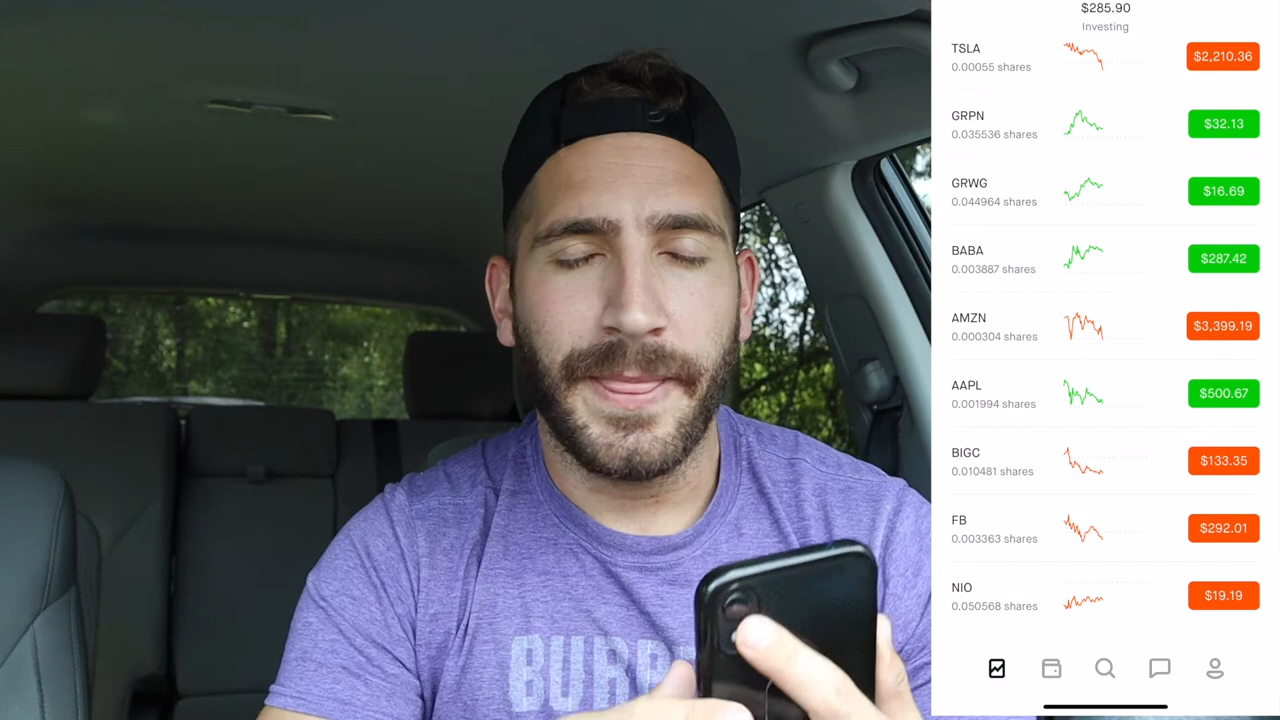 $285.90
Investing
TSLA
0.00055 shares
$2,210.36
GRPN
0.035536 shares
$32.13
GRWG
0.044964 shares
$16.69
BABA
0.003887 shares
$287.42
AMZN
0.000304 shares
$3,399.19
AAPL
0.001994 shares
$500.67
BIGC
0.010481 shares
$133.35
FB
0.003363 shares
$292.01
NIO
0.050568 shares
$19.19